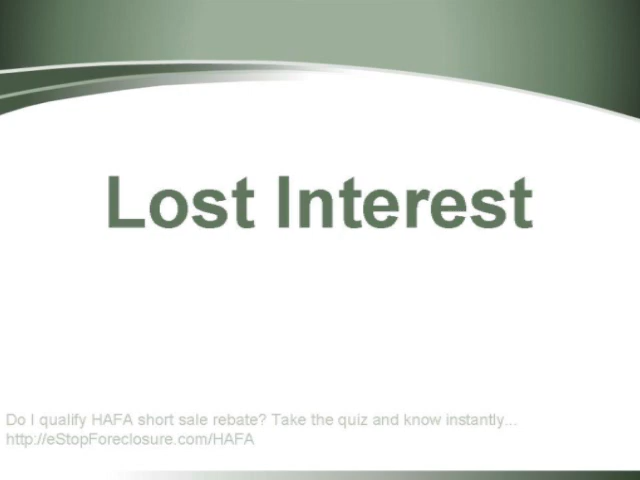 Lost Interest
Do I qualify HAFA short sale rebate? Take the quiz and know instantly...
http://eStopForeclosure.com/HAFA